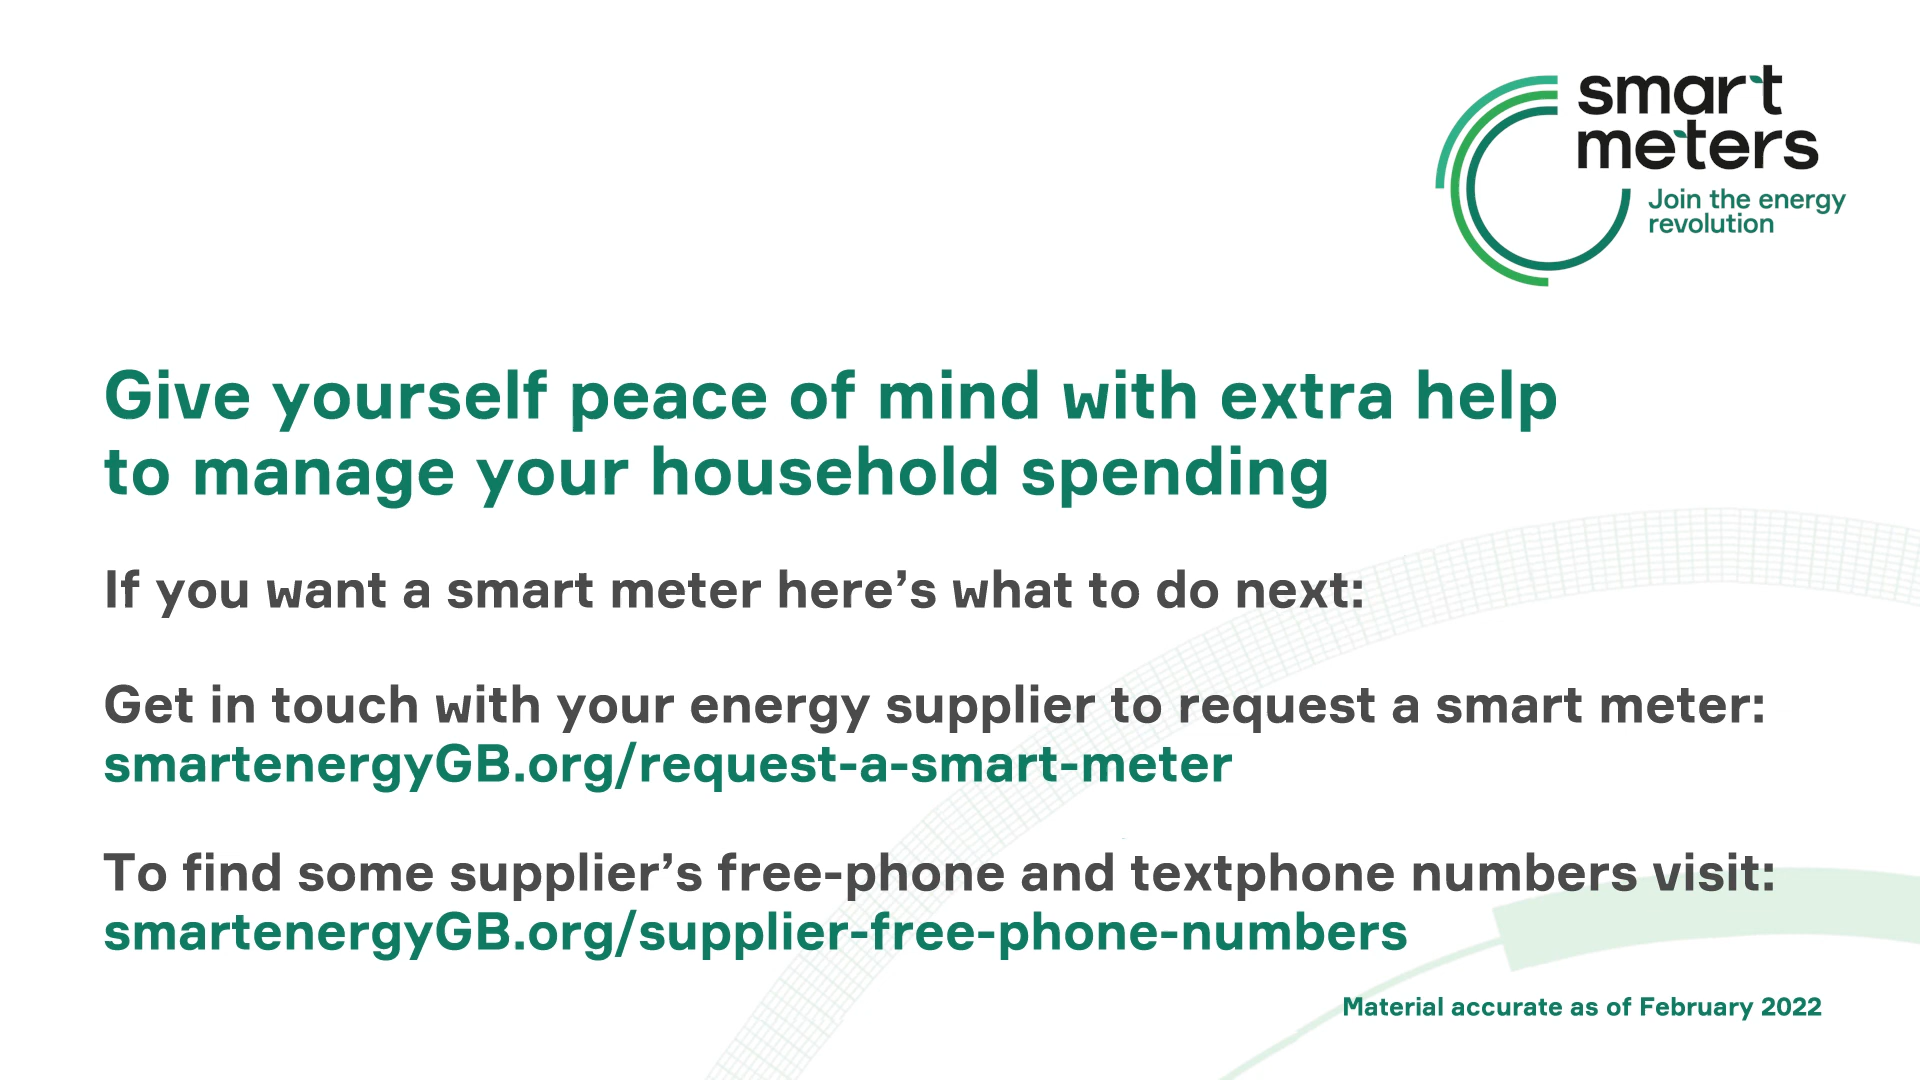 smart
meters
Join the energy
revolution
Give yourself peace of mind with extra help
to manage your household spending
If you want a smart meter here’s what to do next:
Get in touch with your energy supplier to request a smart meter:
smartenergyGB.org/request-a-smart-meter
To find some supplier’s free-phone and textphone numbers visit:
smartenergyGB.org/supplier-free-phone-numbers
Material accurate as of February 2022